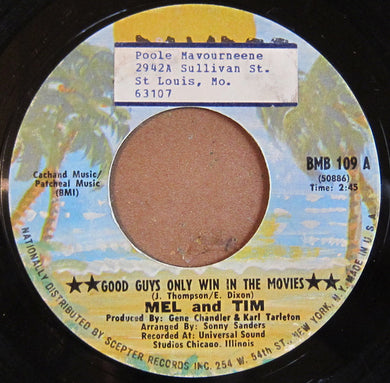 Poole Mavourneene
2942A Sullivan St.
St Louis, Mo.
63107
Cachand Music/
Patcheal Music
(BMI)
BMB 109 A
(50886)
Time: 2:45
★★GOOD GUYS ONLY WIN IN THE MOVIES★★
(J. Thompson/E. Dixon)
MEL and TIM
Produced By: Gene Chandler & Karl Tarleton
Arranged By: Sonny Sanders
Recorded At: Universal Sound
Studios Chicago, Illinois
NATIONALLY DISTRIBUTED BY SCEPTER RECORDS INC. 254 W. 54th ST., NEW YORK, N.Y. MADE IN U.S.A.